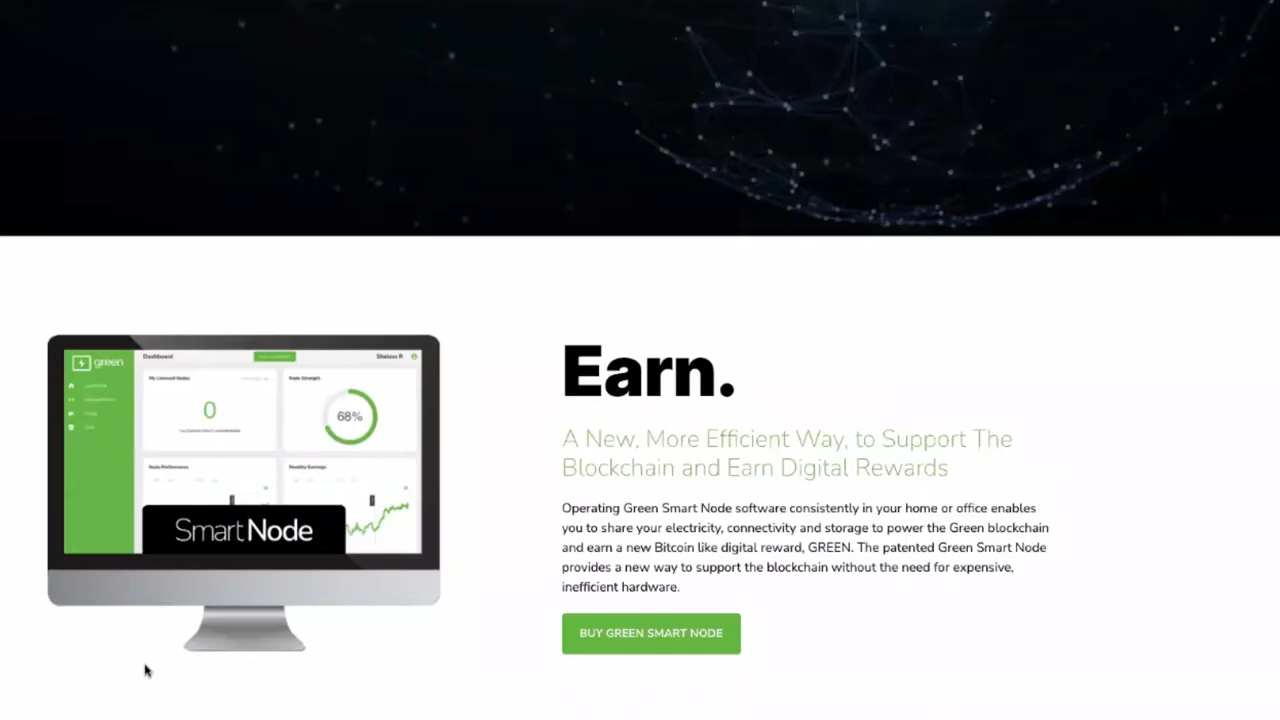 green
Dashboard
Shaleen R
My Licensed Nodes
Node Strength
0
68%
Node Performance
Monthly Earnings
SmartNode
Earn.
A New, More Efficient Way, to Support The
Blockchain and Earn Digital Rewards
Operating Green Smart Node software consistently in your home or office enables
you to share your electricity, connectivity and storage to power the Green blockchain
and earn a new Bitcoin like digital reward, GREEN. The patented Green Smart Node
provides a new way to support the blockchain without the need for expensive,
inefficient hardware.
BUY GREEN SMART NODE